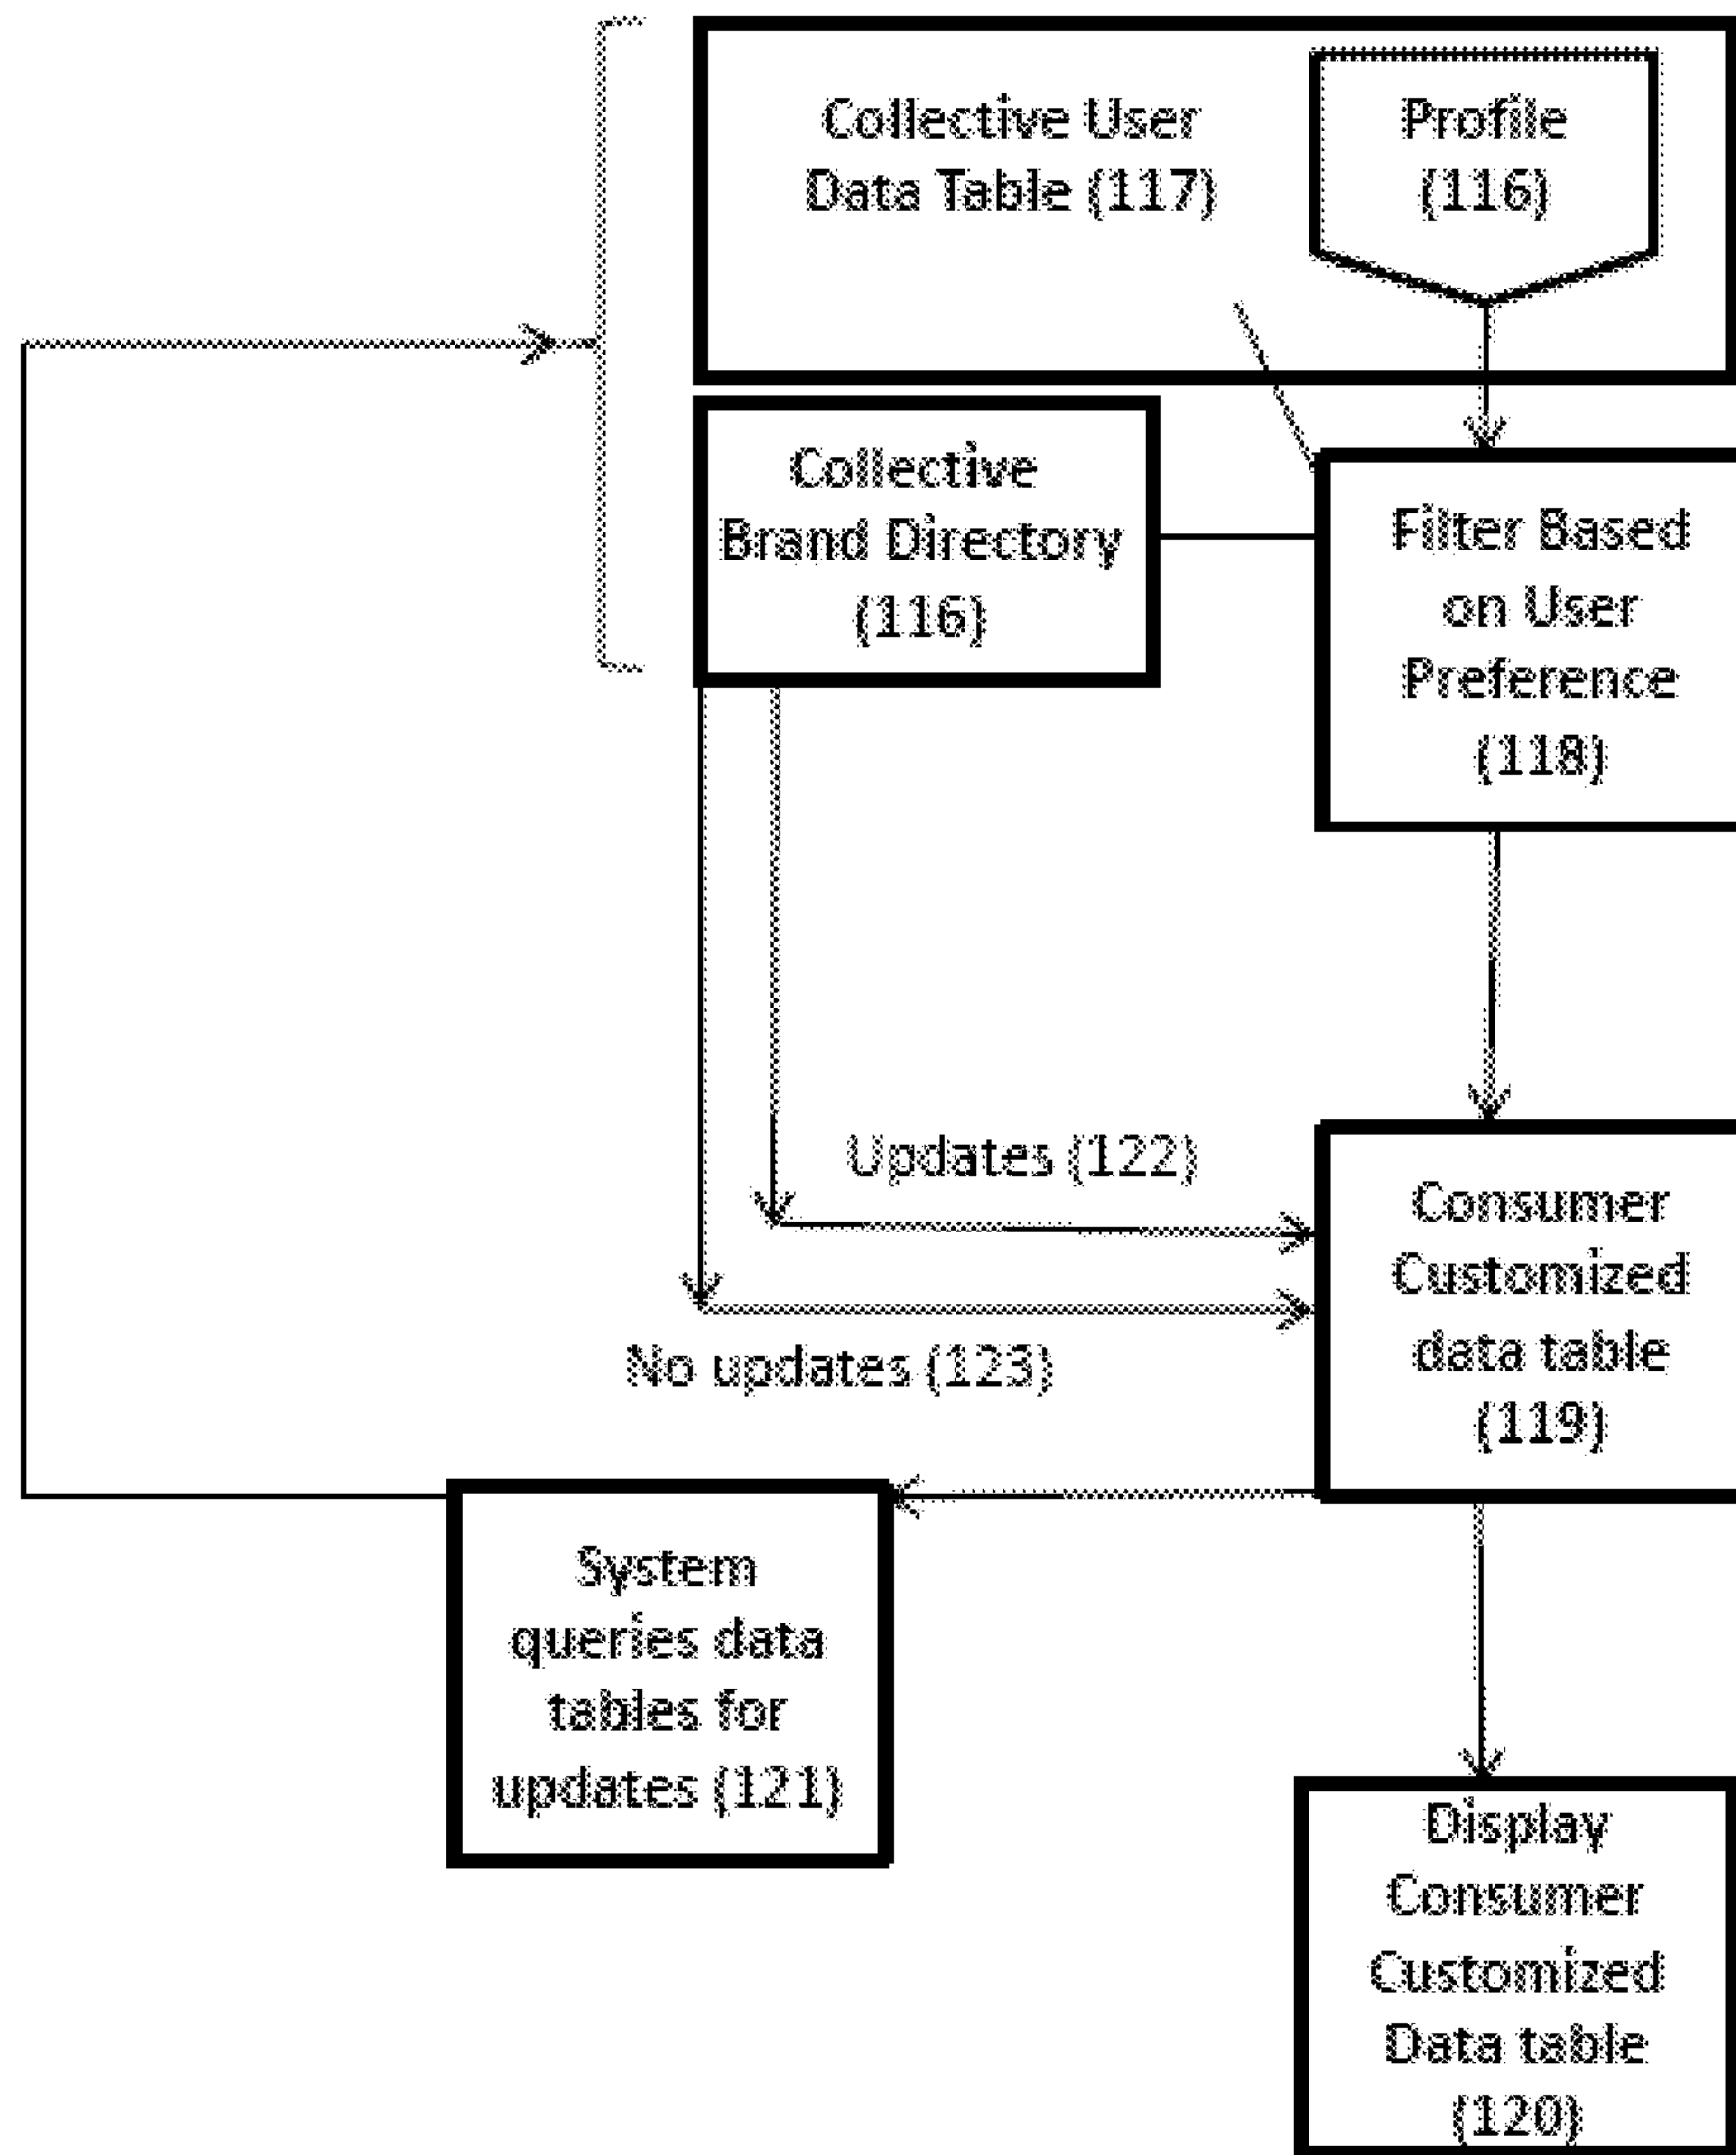 Collective User
Data Table (117)
Profile
(116)
Collective
Brand Directory
(116)
Filter Based
on User
Preference
(118)
Updates (122)
No updates (123)
Consumer
Customized
data table
(119)
System
queries data
tables for
updates (121)
Display
Consumer
Customized
Data table
(120)